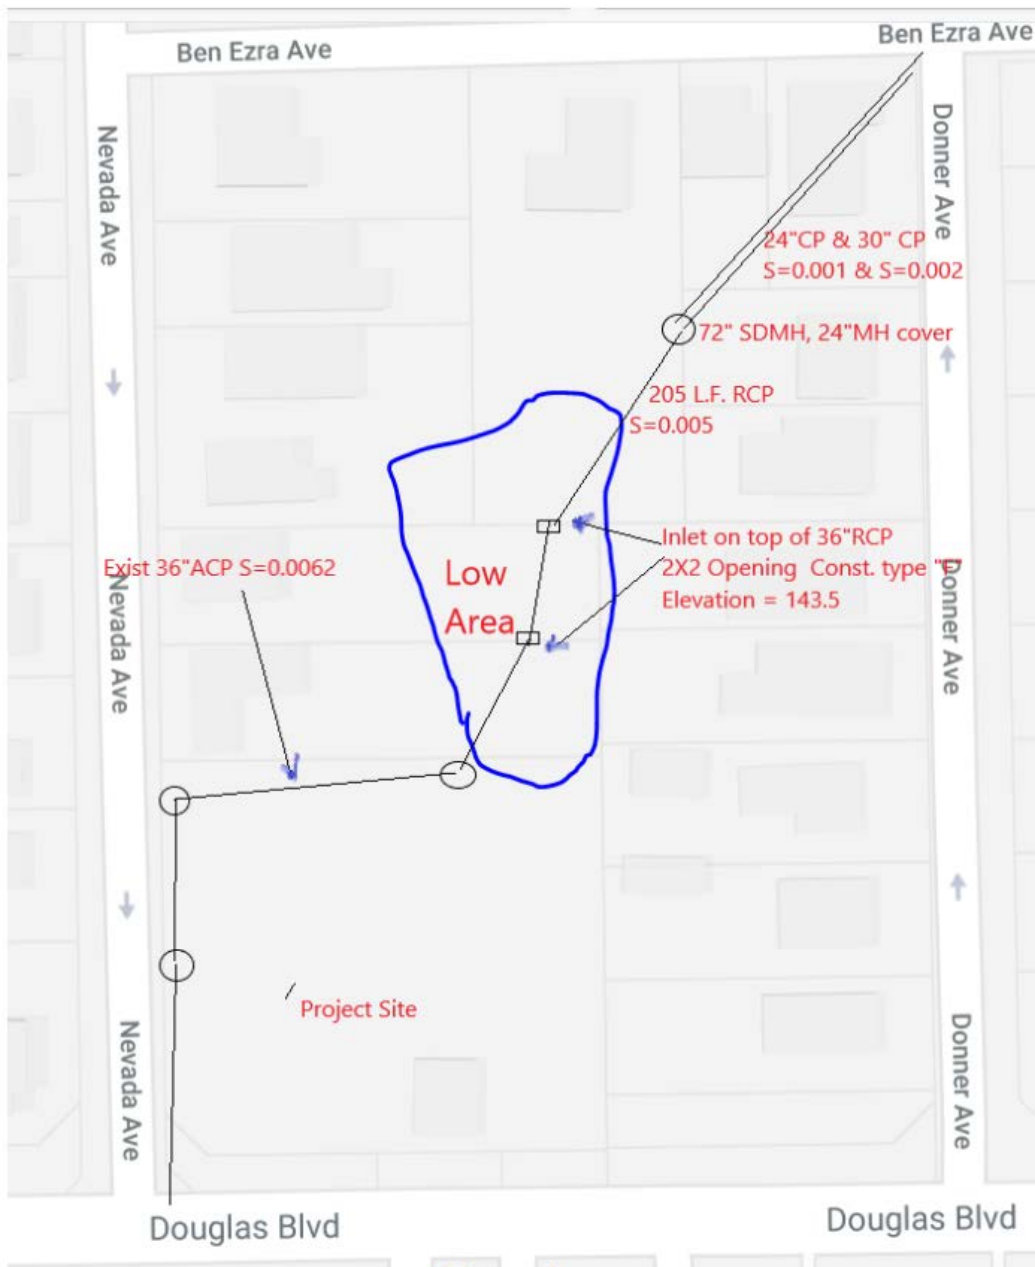 Ben Ezra Ave
Ben Ezra Ave
Nevada Ave
Donner Ave
24"CP & 30" CP
S=0.001 & S=0.002
72" SDMH, 24"MH cover
205 L.F. RCP
S=0.005
Inlet on top of 36"RCP
2X2 Opening Const. type
Elevation = 143.5
Low
Area
Exist 36"ACP S=0.0062
Nevada Ave
Donner Ave
Project Site
Nevada Ave
Donner Ave
Douglas Blvd
Douglas Blvd